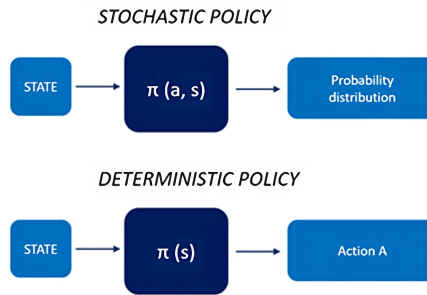 STOCHASTIC POLICY
STATE
π (a, s)
Probability
distribution
DETERMINISTIC POLICY
STATE
π (s)
Action A